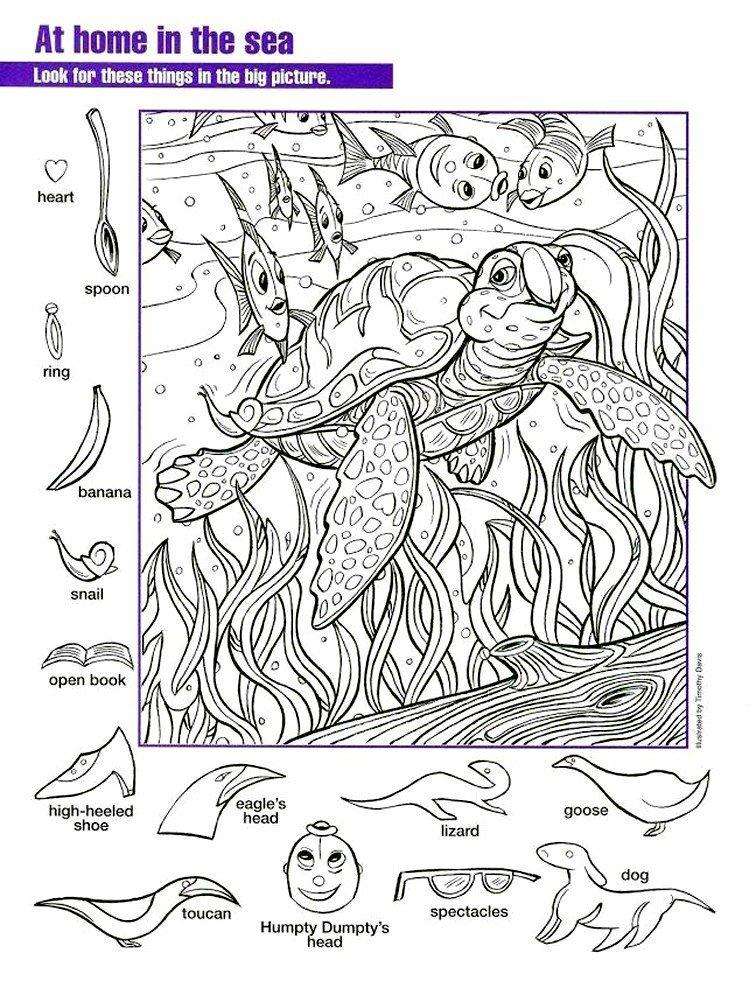 At home in the sea
Look for these things in the big picture.
heart
spoon
ring
banana
snail
open book
Illustrated by Timothy Davis
high-heeled
shoe
eagle's
head
lizard
goose
toucan
Humpty Dumpty's
head
spectacles
dog